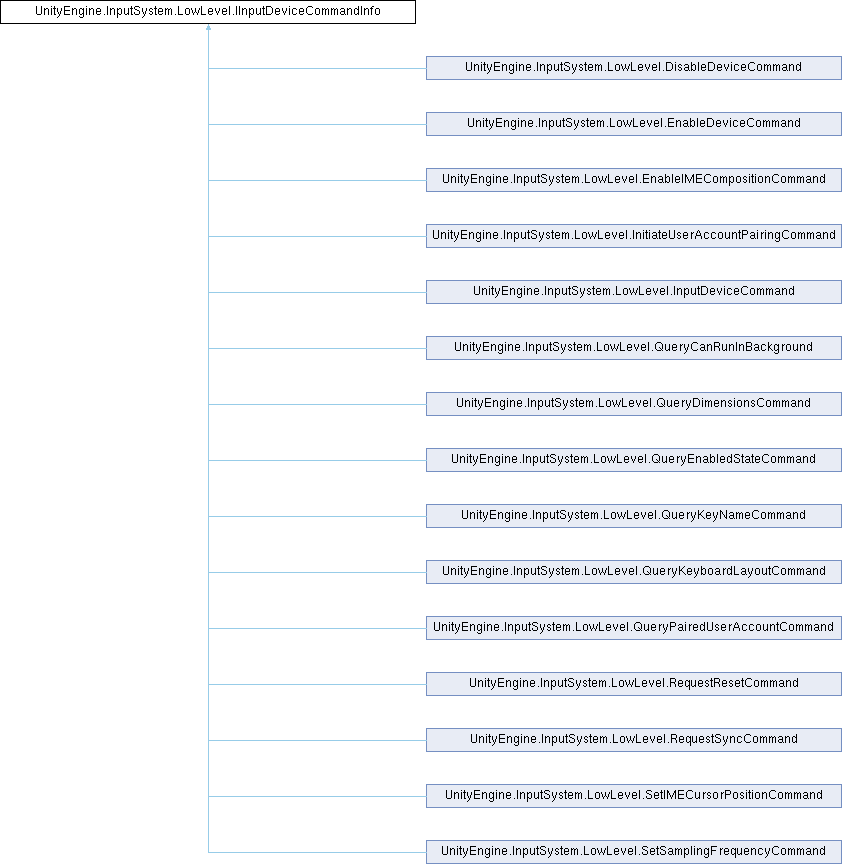 UnityEngine.InputSystem.LowLevel.IInputDeviceCommandInfo
UnityEngine.InputSystem.LowLevel.DisableDeviceCommand
UnityEngine.InputSystem.LowLevel.EnableDeviceCommand
UnityEngine.InputSystem.LowLevel.EnableIMECompositionCommand
UnityEngine.InputSystem.LowLevel.InitiateUserAccountPairingCommand
UnityEngine.InputSystem.LowLevel.InputDeviceCommand
UnityEngine.InputSystem.LowLevel.QueryCanRunInBackground
UnityEngine.InputSystem.LowLevel.QueryDimensionsCommand
UnityEngine.InputSystem.LowLevel.QueryEnabledStateCommand
UnityEngine.InputSystem.LowLevel.QueryKeyNameCommand
UnityEngine.InputSystem.LowLevel.QueryKeyboardLayoutCommand
UnityEngine.InputSystem.LowLevel.QueryPairedUserAccountCommand
UnityEngine.InputSystem.LowLevel.RequestResetCommand
UnityEngine.InputSystem.LowLevel.RequestSyncCommand
UnityEngine.InputSystem.LowLevel.SetIMECursorPositionCommand
UnityEngine.InputSystem.LowLevel.SetSamplingFrequencyCommand